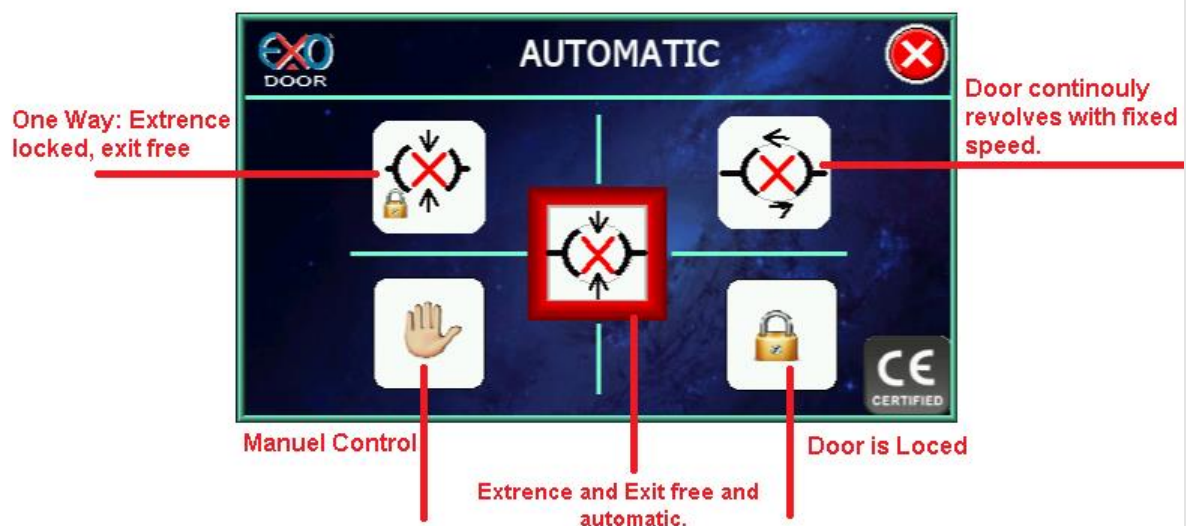 EXO
DOOR
AUTOMATIC
One Way: Extrence
locked, exit free
Door continouly
revolves with fixed
speed.
CE
CERTIFIED
Manuel Control
Door is Loced
Extrence and Exit free and
automatic.